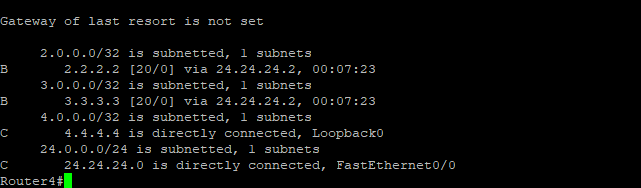 Gateway of last resort is not set
2.0.0.0/32 is subnetted, 1 subnets
B 2.2.2.2 [20/0] via 24.24.24.2, 00:07:23
3.0.0.0/32 is subnetted, 1 subnets
B 3.3.3.3 [20/0] via 24.24.24.2, 00:07:23
4.0.0.0/32 is subnetted, 1 subnets
C 4.4.4.4 is directly connected, Loopback0
24.0.0.0/24 is subnetted, 1 subnets
C 24.24.24.0 is directly connected, FastEthernet0/0
Router4#